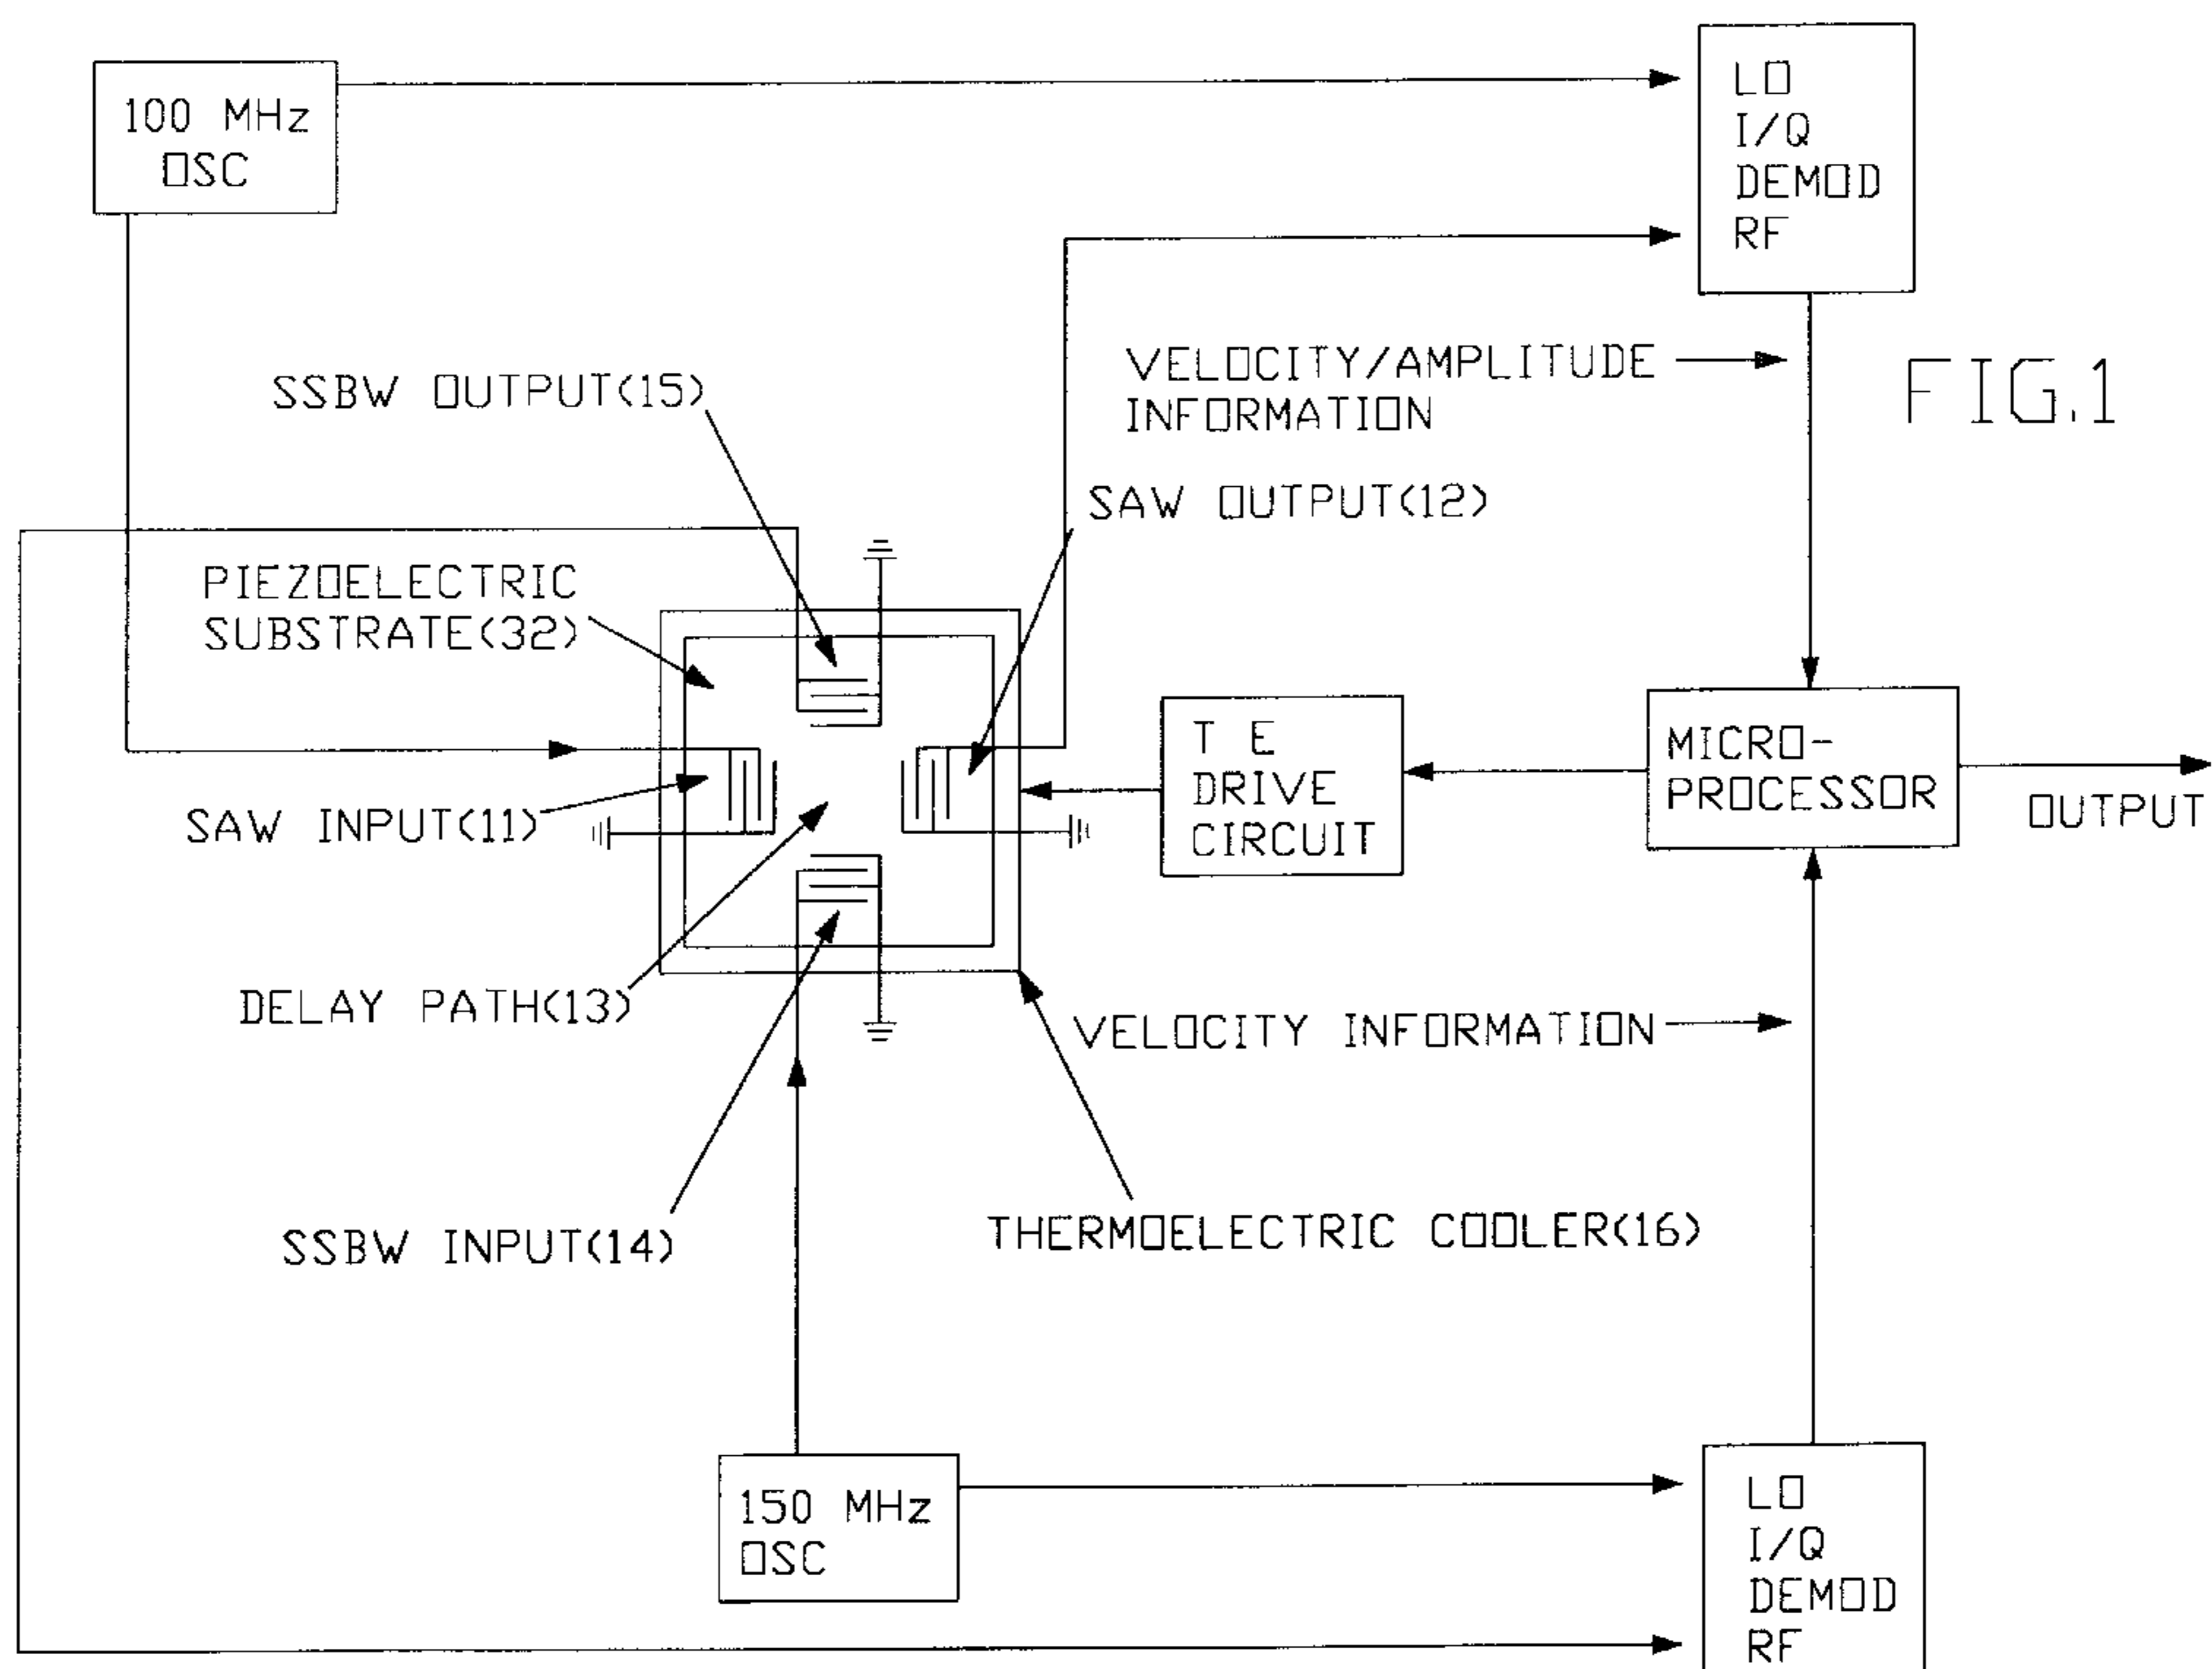 100 MHz
OSC
LO
I/Q
DEMOD
RF
VELOCITY/AMPLITUDE
INFORMATION
FIG.1
SSBW OUTPUT(15)
SAW OUTPUT(12)
PIEZOELECTRIC
SUBSTRATE(32)
T E
DRIVE
CIRCUIT
MICRO-
PROCESSOR
OUTPUT
SAW INPUT(11)
DELAY PATH(13)
VELOCITY INFORMATION
SSBW INPUT(14)
THERMOELECTRIC COOLER(16)
150 MHz
OSC
LO
I/Q
DEMOD
RF